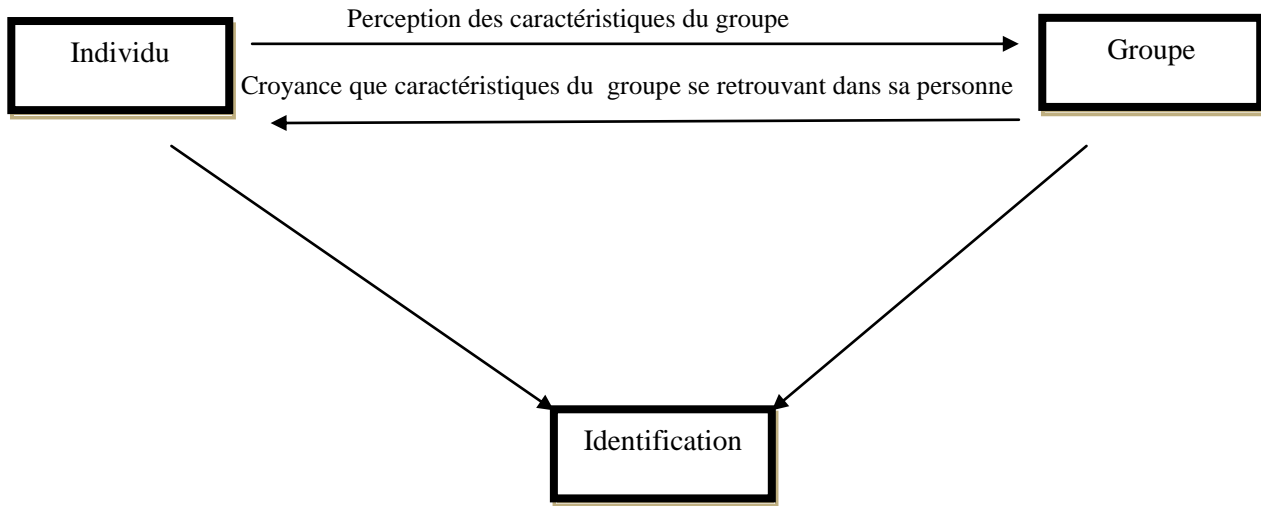 Perception des caractéristiques du groupe
Individu
Groupe
Croyance que caractéristiques du groupe se retrouvant dans sa personne
Identification